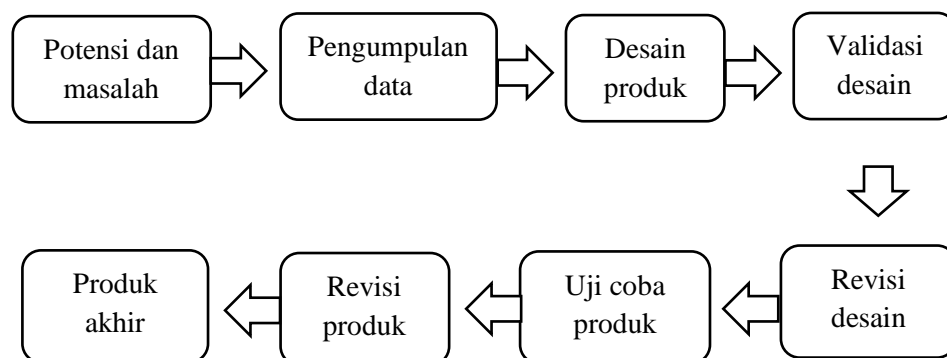 Potensi dan
masalah
Pengumpulan
data
Desain
produk
Validasi
desain
Revisi
desain
Uji coba
produk
Revisi
produk
Produk
akhir